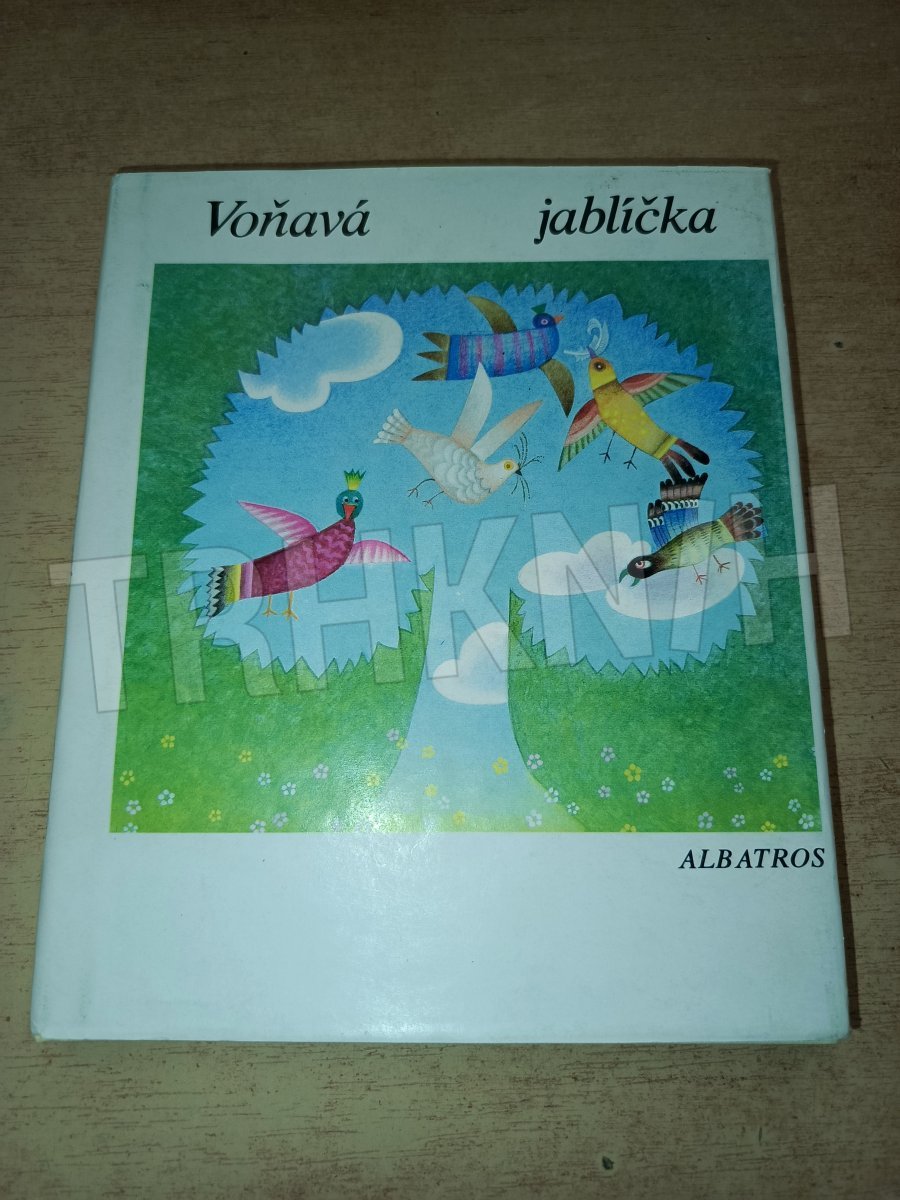 Voňavá jablíčka
TRHKNIH
ALBATROS